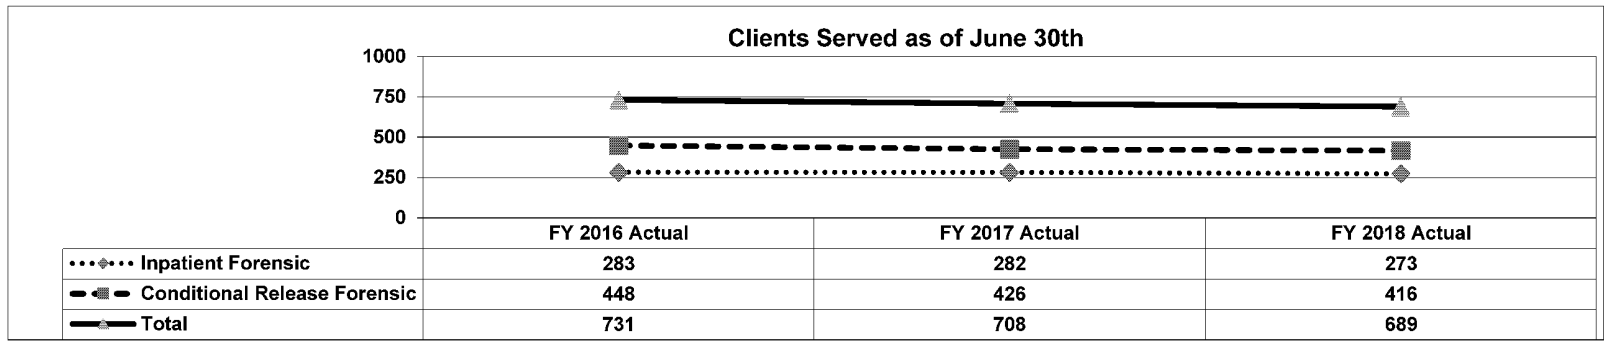 Clients Served as of June 30th
1000
750
500
250
0
FY 2016 Actual FY 2017 Actual FY 2018 Actual
Inpatient Forensic 283 282 273
Conditional Release Forensic 448 426 416
Total 731 708 689